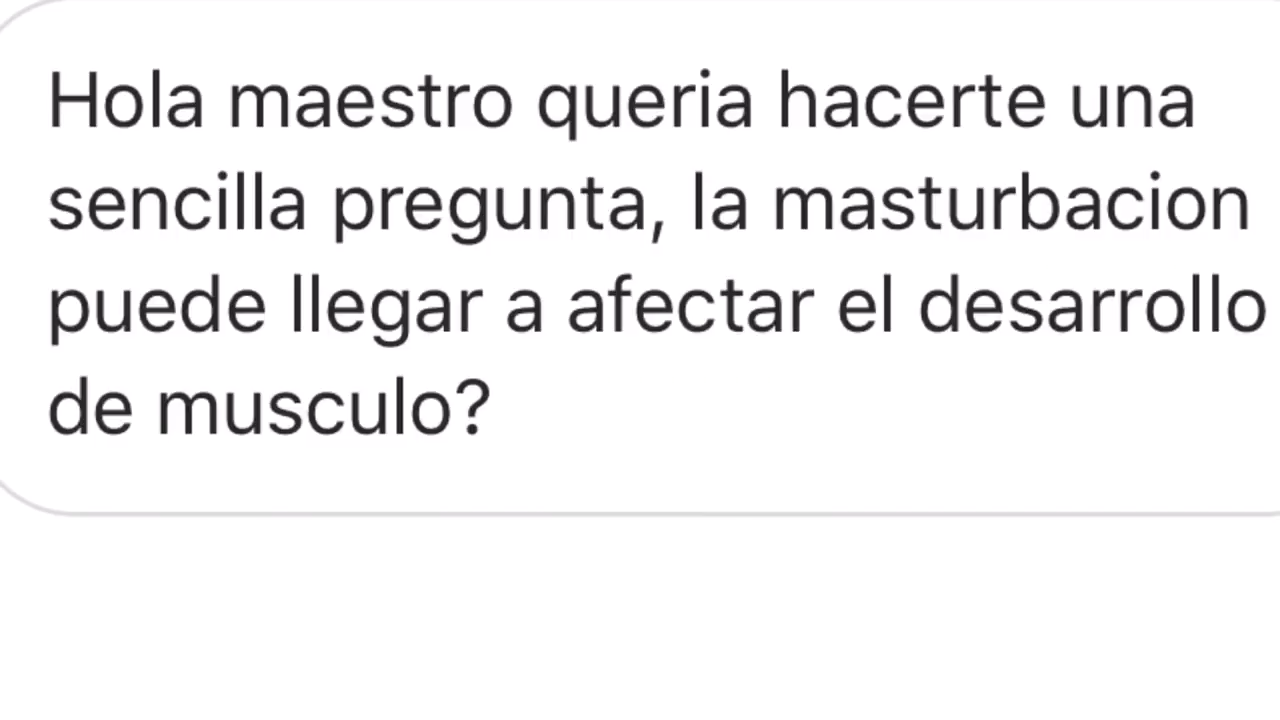 Hola maestro queria hacerte una
sencilla pregunta, la masturbacion
puede llegar a afectar el desarrollo
de musculo?